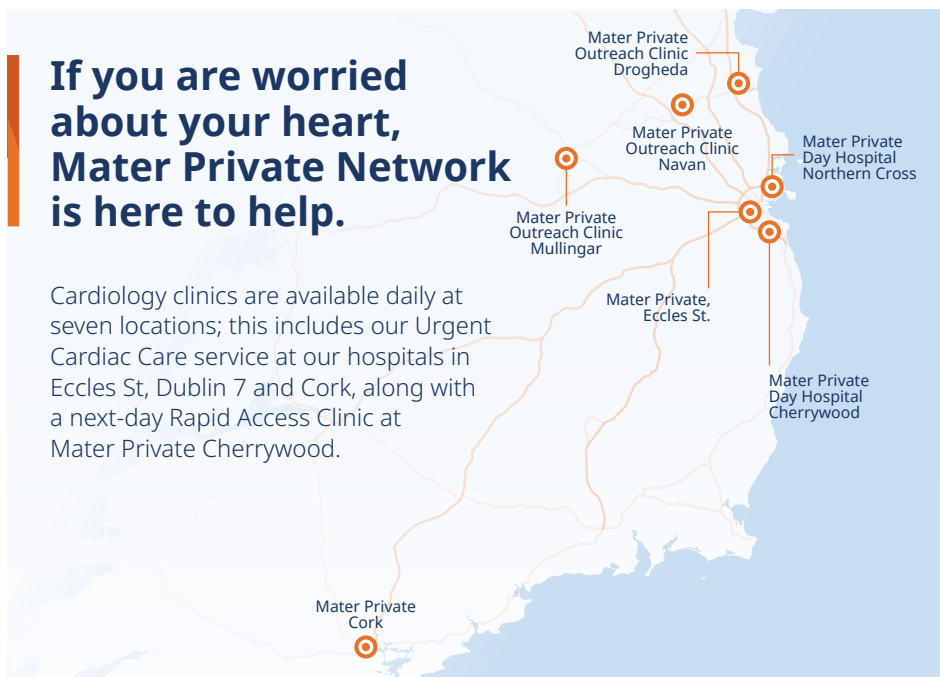 If you are worried
about your heart,
Mater Private Network
is here to help.
Cardiology clinics are available daily at
seven locations; this includes our Urgent
Cardiac Care service at our hospitals in
Eccles St, Dublin 7 and Cork, along with
a next-day Rapid Access Clinic at
Mater Private Cherrywood.
Mater Private
Outreach Clinic
Drogheda
Mater Private
Outreach Clinic
Navan
Mater Private
Day Hospital
Northern Cross
Mater Private
Outreach Clinic
Mullingar
Mater Private,
Eccles St.
Mater Private
Day Hospital
Cherrywood
Mater Private
Cork